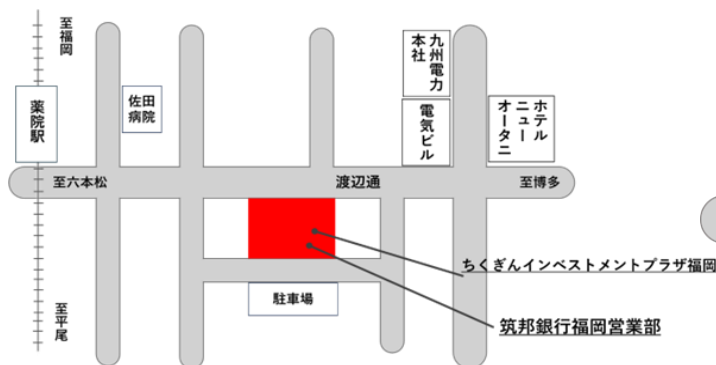 至福岡
薬院駅
佐田
病院
九州電力
本社
電気ビル
ホテル
ニュー
オータニ
至六本松
渡辺通
至博多
ちくぎんインベストメントプラザ福岡
駐車場
筑邦銀行福岡営業部
至平尾